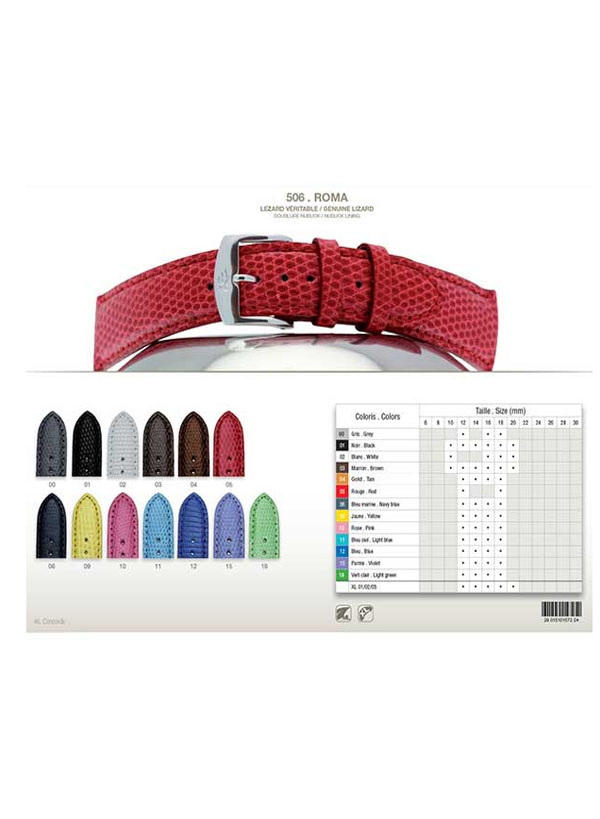 506 . ROMA
LEZARD VÉRITABLE / GENUINE LIZARD
DOUBLURE NUBUCK / NUBUCK LINING
00 01 02 03 04 05
06 09 10 11 12 15 18
Coloris . Colors
Taille . Size (mm)
6 8 10 12 14 16 18 20 22 24 26 28 30
00 Gris . Grey
01 Noir . Black
02 Blanc . White
03 Marron . Brown
04 Gold . Tan
05 Rouge . Red
06 Bleu marine . Navy blue
Jaune . Yellow
Rose . Pink
11 Bleu ciel . Light blue
12 Bleu . Blue
15 Parme . Violet
18 Vert clair . Light green
XL 01/02/05
46. Concorde